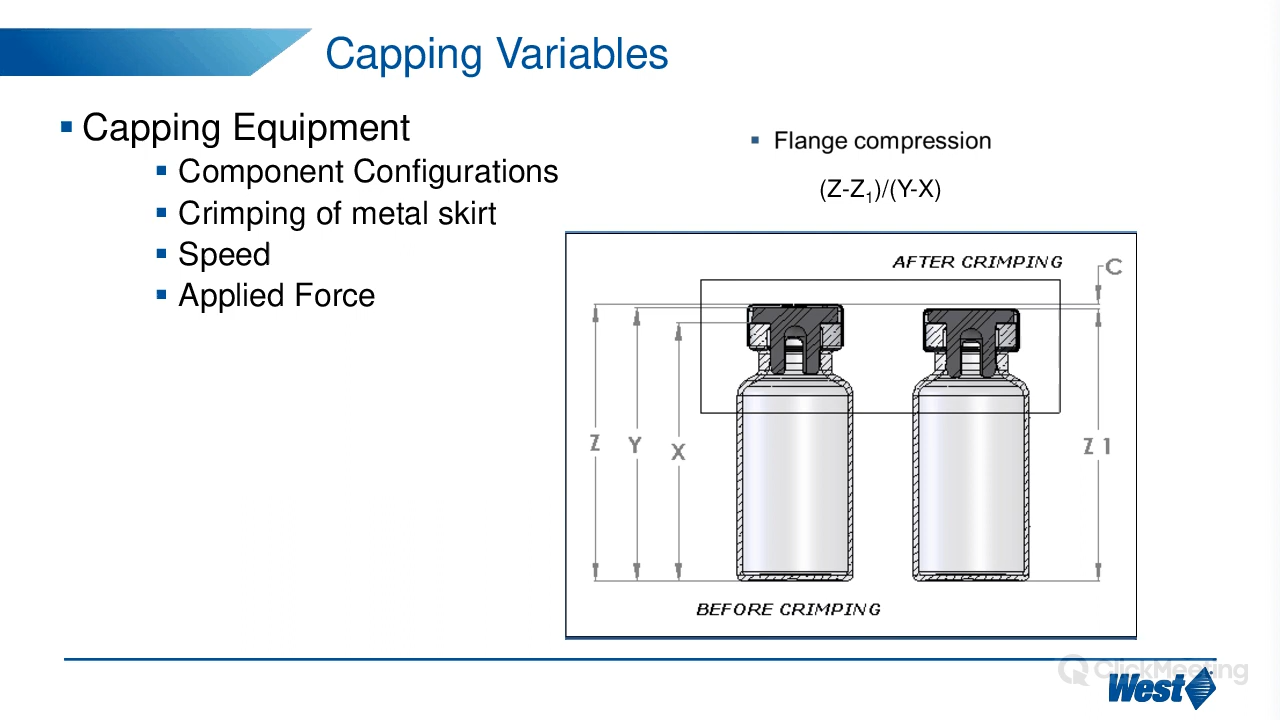 Capping Variables
▪ Capping Equipment
▪ Component Configurations
▪ Crimping of metal skirt
▪ Speed
▪ Applied Force
▪ Flange compression
(Z-Z₁)/(Y-X)
AFTER CRIMPING
C
Z
Y
X
Z 1
BEFORE CRIMPING
ClickMeeting
West